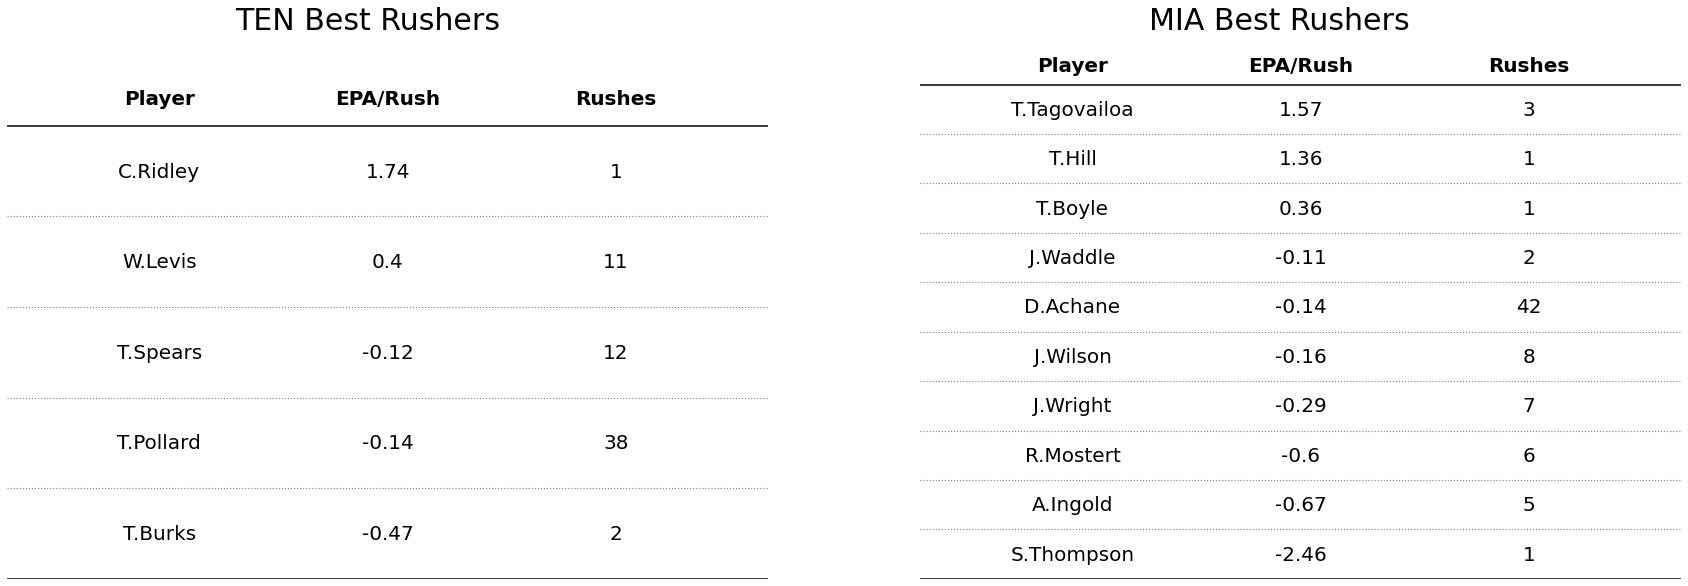 TEN Best Rushers
Player EPA/Rush Rushes
C.Ridley 1.74 1
W.Levis 0.4 11
T.Spears -0.12 12
T.Pollard -0.14 38
T.Burks -0.47 2
MIA Best Rushers
Player EPA/Rush Rushes
T.Tagovailoa 1.57 3
T.Hill 1.36 1
T.Boyle 0.36 1
J.Waddle -0.11 2
D.Achane -0.14 42
J.Wilson -0.16 8
J.Wright -0.29 7
R.Mostert -0.6 6
A.Ingold -0.67 5
S.Thompson -2.46 1